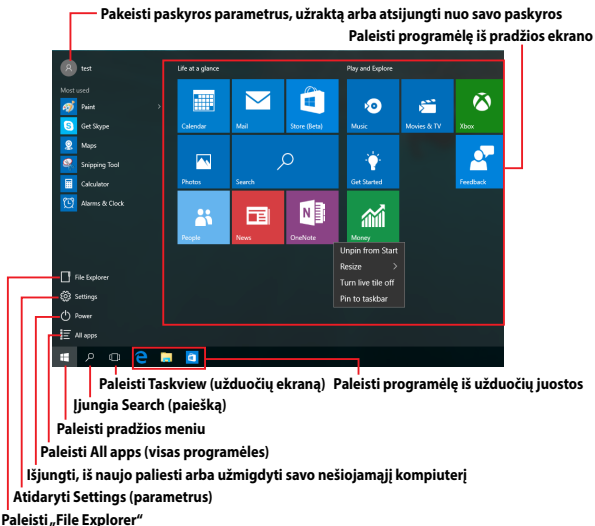 Pakeisti paskyros parametrus, užraktą arba atsijungti nuo savo paskyros
Paleisti programėlę iš pradžios ekrano
test
Life at a glance
Play and Explore
Most used
Paint
Get Skype
Maps
Snipping Tool
Calculator
Alarms & Clock
Calendar
Mail
Store (Beta)
Music
Movies & TV
Xbox
Photos
Search
Get Started
Feedback
People
News
OneNote
Money
Unpin from Start
Resize
Turn live tile off
Pin to taskbar
File Explorer
Settings
Power
All apps
Paleisti Taskview (užduočių ekraną)
Paleisti programėlę iš užduočių juostos
Įjungia Search (paiešką)
Paleisti pradžios meniu
Paleisti All apps (visas programėles)
Išjungti, iš naujo paliesti arba užmigdyti savo nešiojamąjį kompiuterį
Atidaryti Settings (parametrus)
Paleisti „File Explorer“